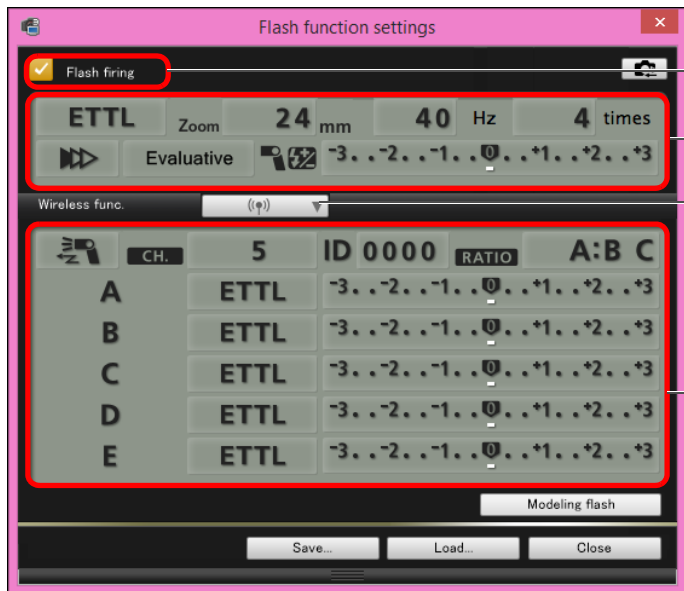 Flash function settings
Flash firing
ETTL Zoom 24 mm 40 Hz 4 times
Evaluative -3..-2..-1..0..+1..+2..+3
Wireless func.
CH. 5 ID 0000 RATIO A:B C
A ETTL -3..-2..-1..0..+1..+2..+3
B ETTL -3..-2..-1..0..+1..+2..+3
C ETTL -3..-2..-1..0..+1..+2..+3
D ETTL -3..-2..-1..0..+1..+2..+3
E ETTL -3..-2..-1..0..+1..+2..+3
Modeling flash
Save... Load... Close